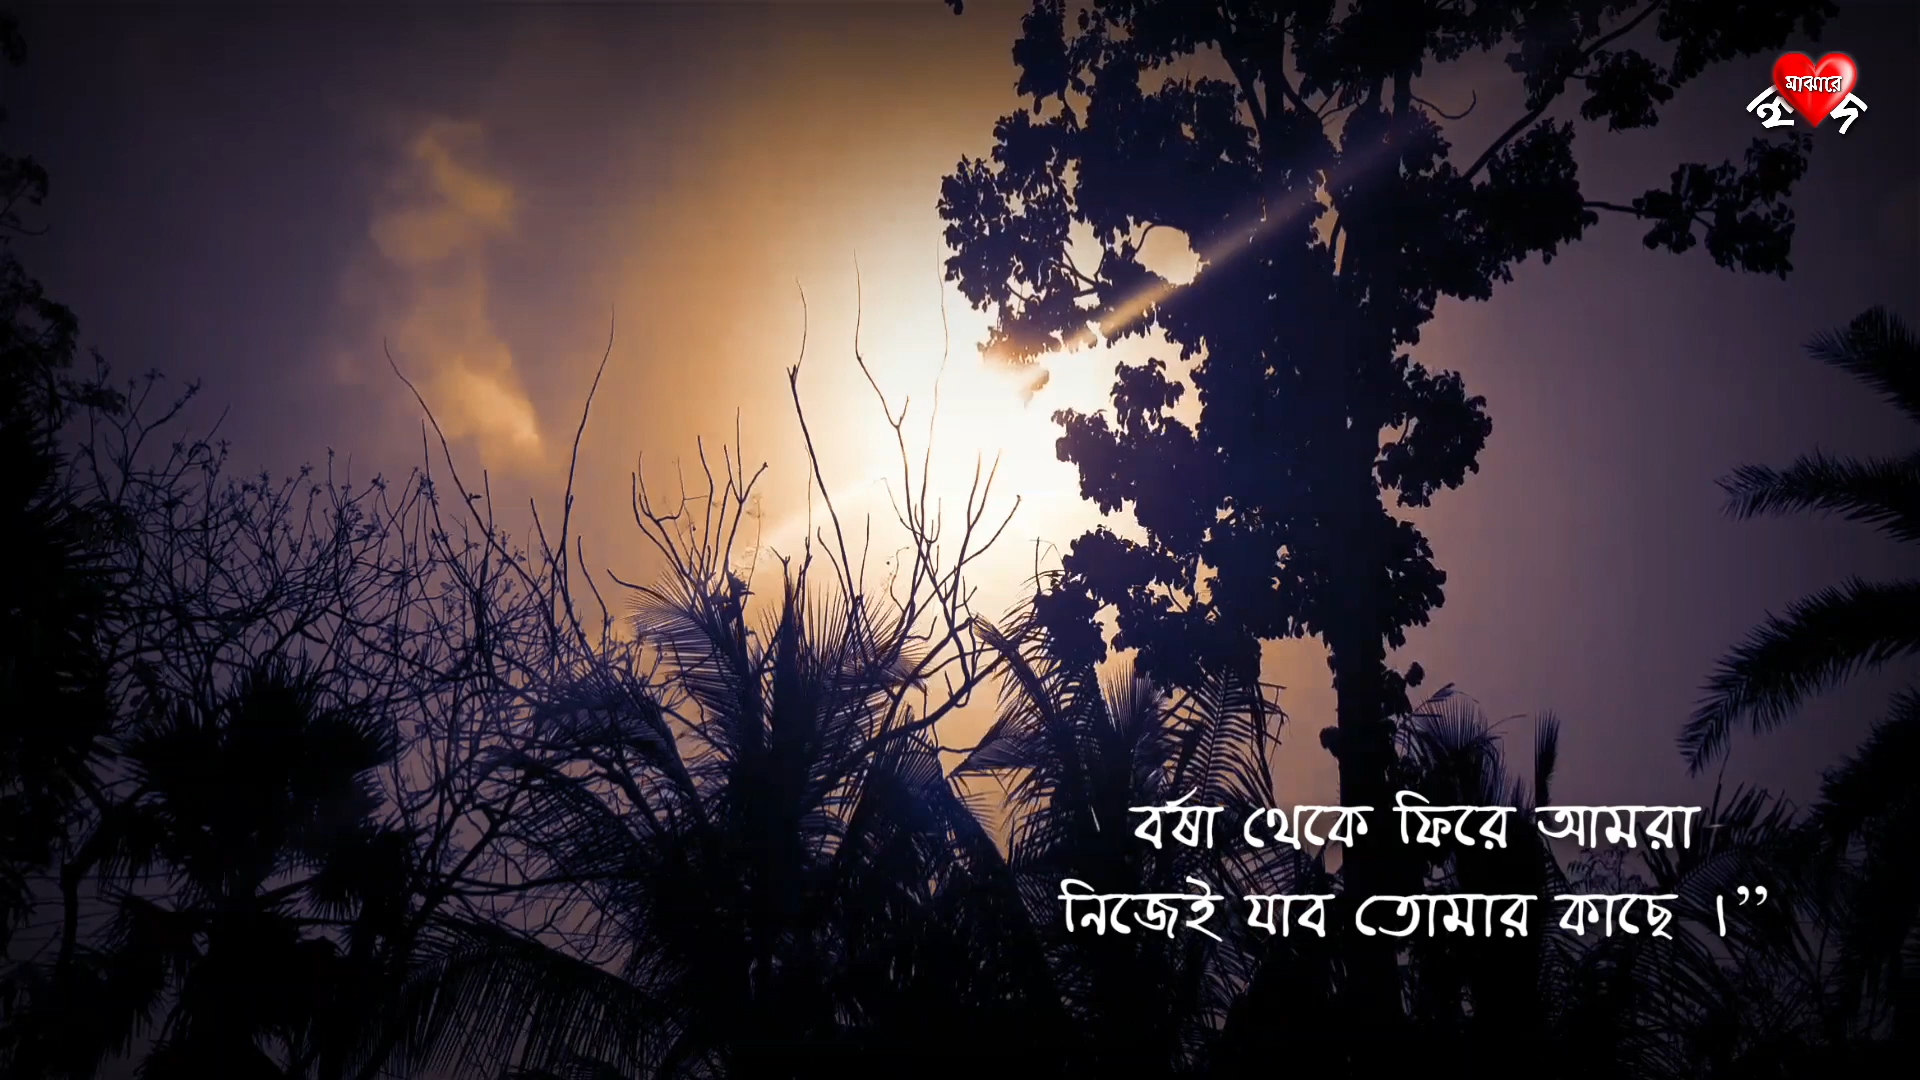 মাঝারে
হৃদ
বর্ষা থেকে ফিরে আমরা
নিজেই যাব তোমার কাছে ।”